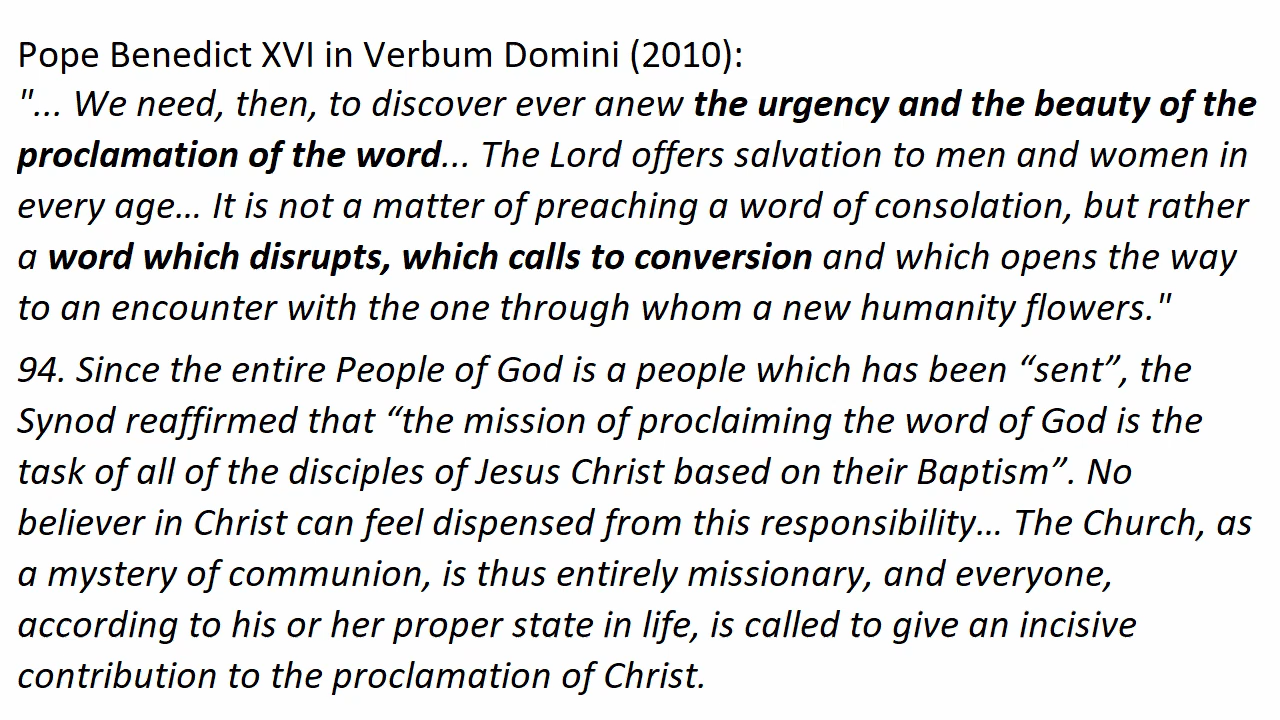 Pope Benedict XVI in Verbum Domini (2010):
"... We need, then, to discover ever anew the urgency and the beauty of the
proclamation of the word... The Lord offers salvation to men and women in
every age... It is not a matter of preaching a word of consolation, but rather
a word which disrupts, which calls to conversion and which opens the way
to an encounter with the one through whom a new humanity flowers."
94. Since the entire People of God is a people which has been “sent”, the
Synod reaffirmed that “the mission of proclaiming the word of God is the
task of all of the disciples of Jesus Christ based on their Baptism”. No
believer in Christ can feel dispensed from this responsibility... The Church, as
a mystery of communion, is thus entirely missionary, and everyone,
according to his or her proper state in life, is called to give an incisive
contribution to the proclamation of Christ.